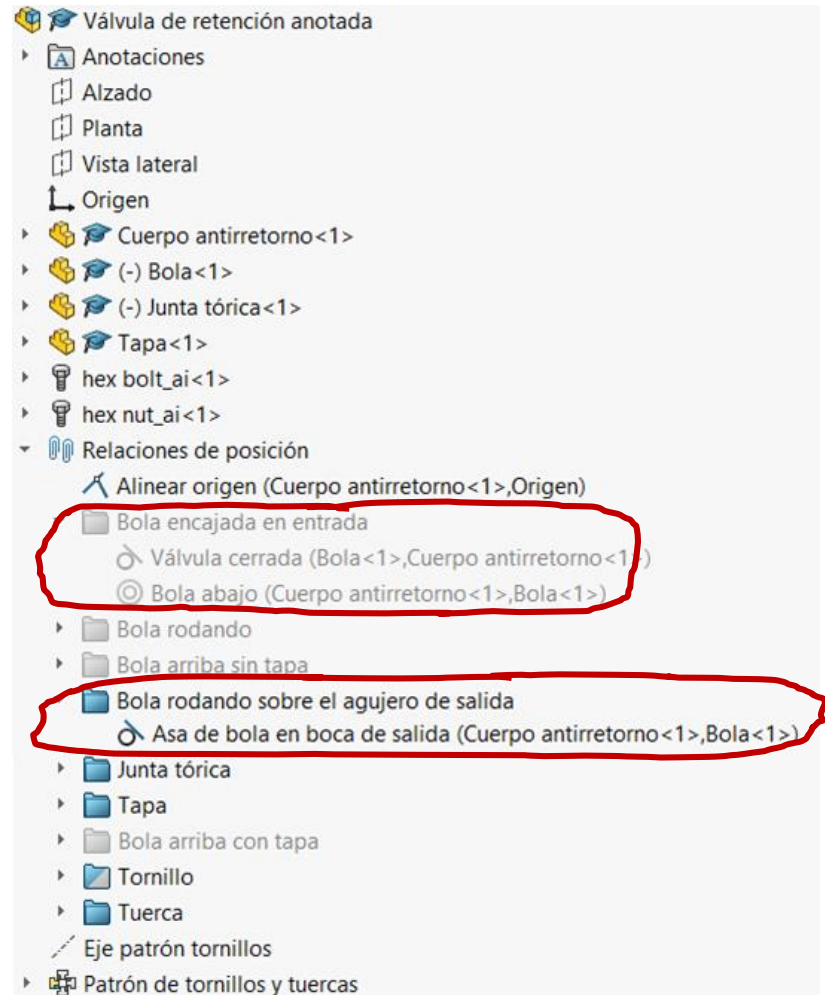 Válvula de retención anotada
A Anotaciones
Alzado
Planta
Vista lateral
Origen
Cuerpo antirretorno<1>
(-) Bola<1>
(-) Junta tórica<1>
Tapa<1>
hex bolt_ai<1>
hex nut_ai<1>
Relaciones de posición
Alinear origen (Cuerpo antirretorno<1>,Origen)
Bola encajada en entrada
Válvula cerrada (Bola<1>,Cuerpo antirretorno<1>)
Bola abajo (Cuerpo antirretorno<1>,Bola<1>)
Bola rodando
Bola arriba sin tapa
Bola rodando sobre el agujero de salida
Asa de bola en boca de salida (Cuerpo antirretorno<1>,Bola<1>)
Junta tórica
Tapa
Bola arriba con tapa
Tornillo
Tuerca
Eje patrón tornillos
Patrón de tornillos y tuercas